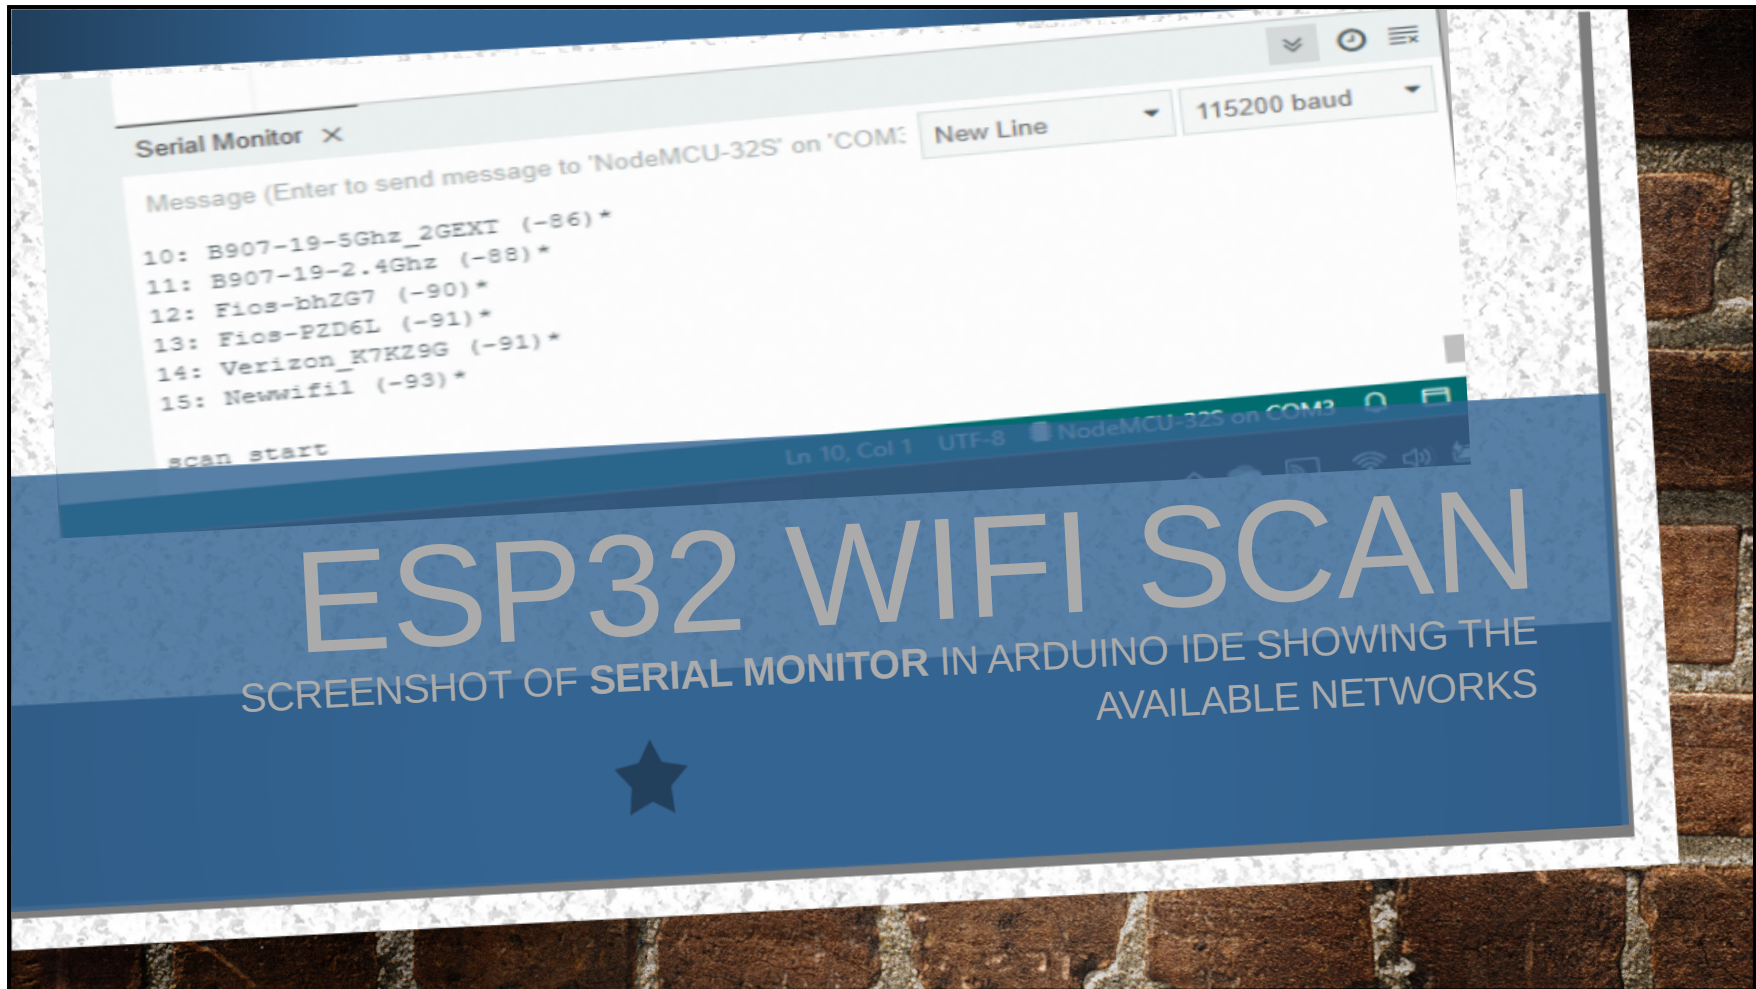 Serial Monitor
Message (Enter to send message to 'NodeMCU-32S' on 'COM3
New Line
115200 baud
10: B907-19-5Ghz_2GEXT (-86)*
11: B907-19-2.4Ghz (-88)*
12: Fios-bhZG7 (-90)*
13: Fios-PZD6L (-91)*
14: Verizon_K7KZ9G (-91)*
15: Newwifi1 (-93)*
scan start
Ln 10, Col 1 UTF-8 NodeMCU-32S on COM3
ESP32 WIFI SCAN
SCREENSHOT OF SERIAL MONITOR IN ARDUINO IDE SHOWING THE
AVAILABLE NETWORKS